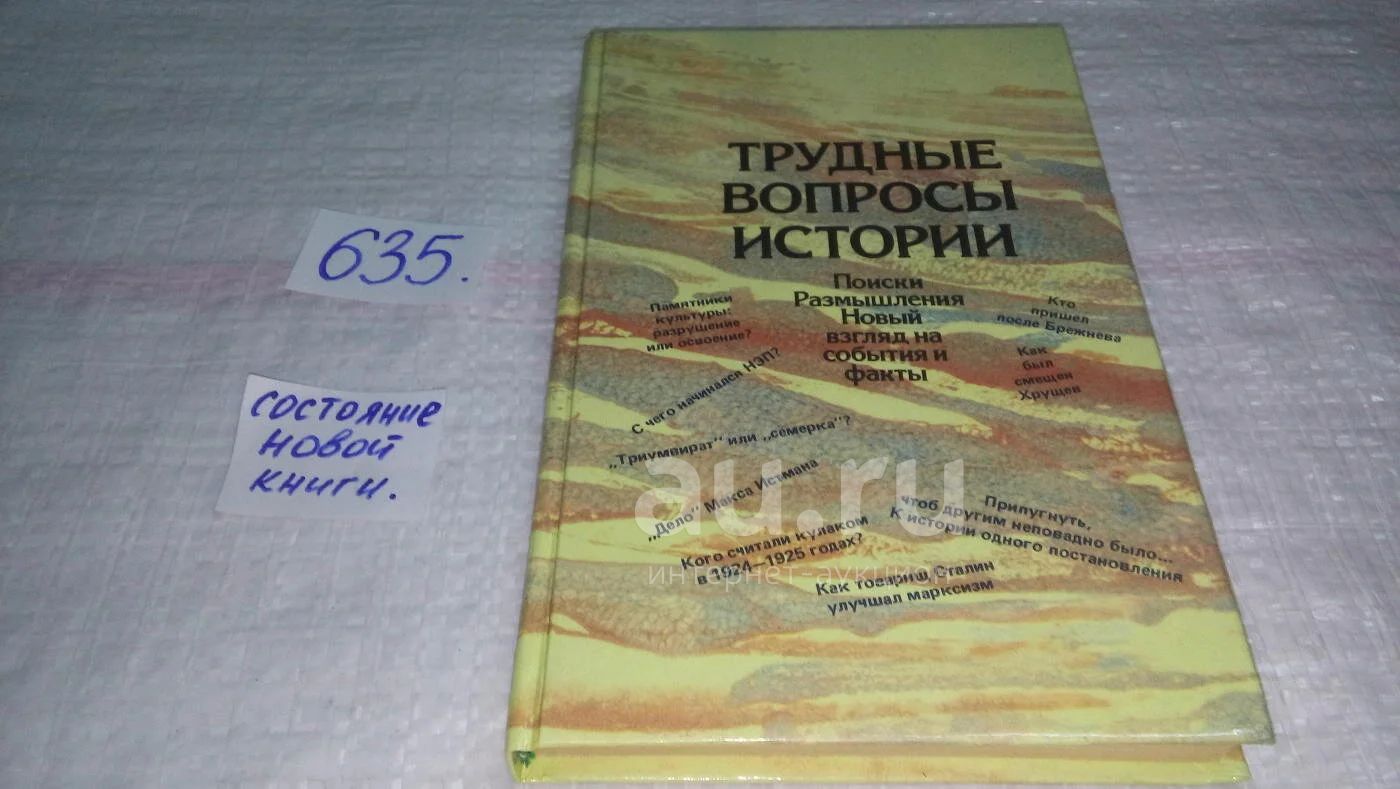 635.
состояние
новой
книги.
ТРУДНЫЕ
ВОПРОСЫ
ИСТОРИИ
Поиски
Размышления
Новый
взгляд на
события и
факты
Памятники
культуры:
разрушение
или освоение?
Кто
пришел
после Брежнева
Как
был
смещен
Хрущев
С чего начинался НЭП?
„Триумвират" или „семерка"?
„Дело" Макса Истмана
Кого считали кулаком
в 1924—1925 годах?
Припугнуть,
чтоб другим неповадно было...
К истории одного постановления
Как товарищ Сталин
улучшал марксизм
au.ru
интернет-аукцион